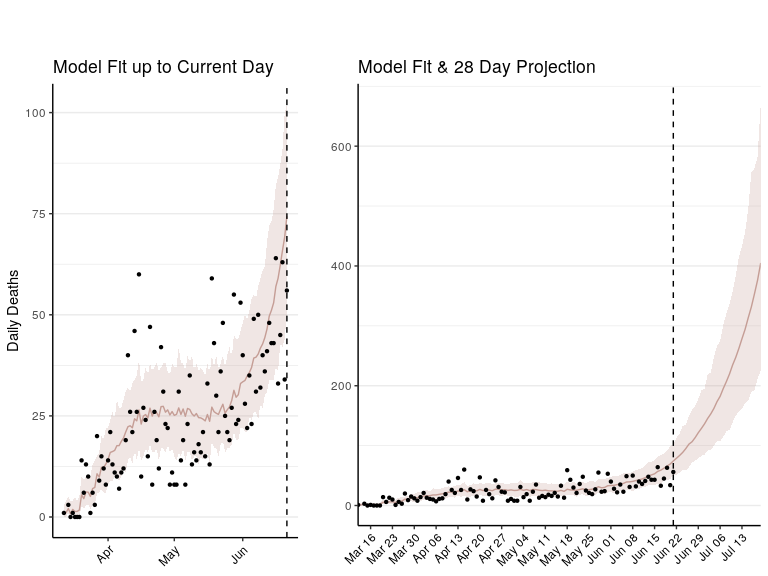 Model Fit up to Current Day
Model Fit & 28 Day Projection
Daily Deaths
100
75
50
25
0
Apr
May
Jun
600
400
200
0
Mar 16
Mar 23
Mar 30
Apr 06
Apr 13
Apr 20
Apr 27
May 04
May 11
May 18
May 25
Jun 01
Jun 08
Jun 15
Jun 22
Jun 29
Jul 06
Jul 13